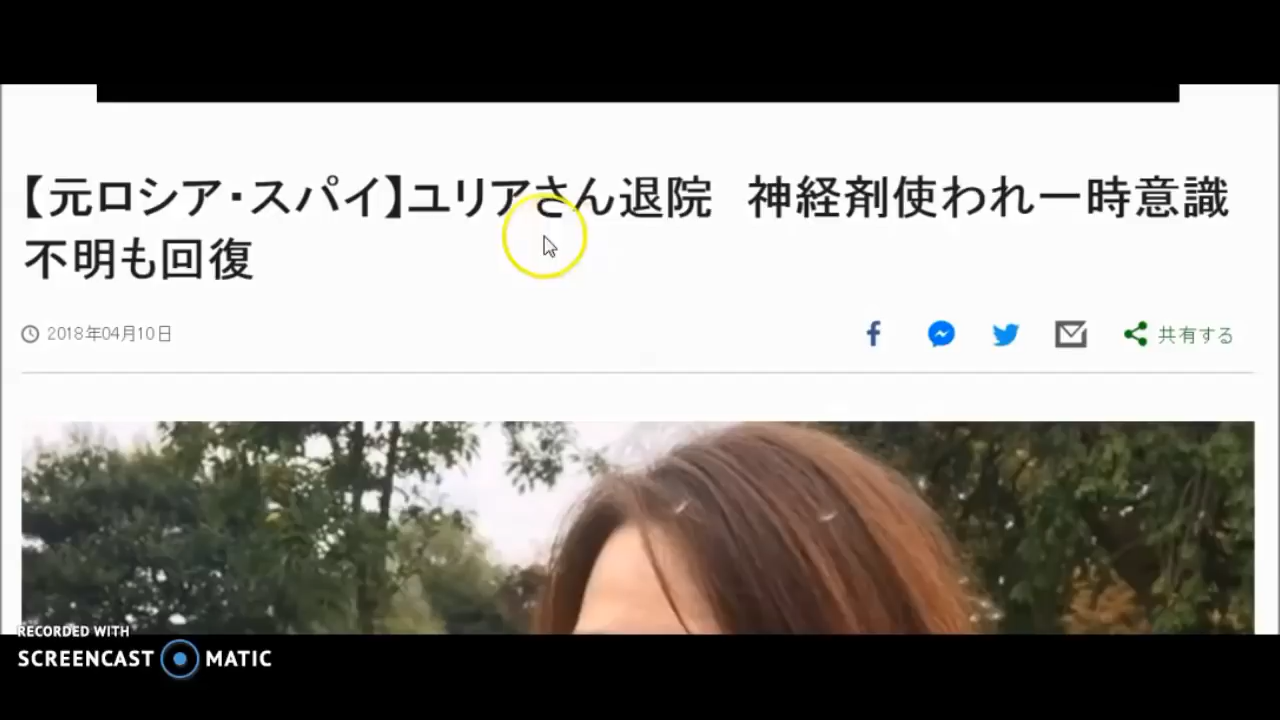 【元ロシア・スパイ】ユリアさん退院　神経剤使われ一時意識
不明も回復
2018年04月10日
共有する
RECORDED WITH
SCREENCAST MATIC